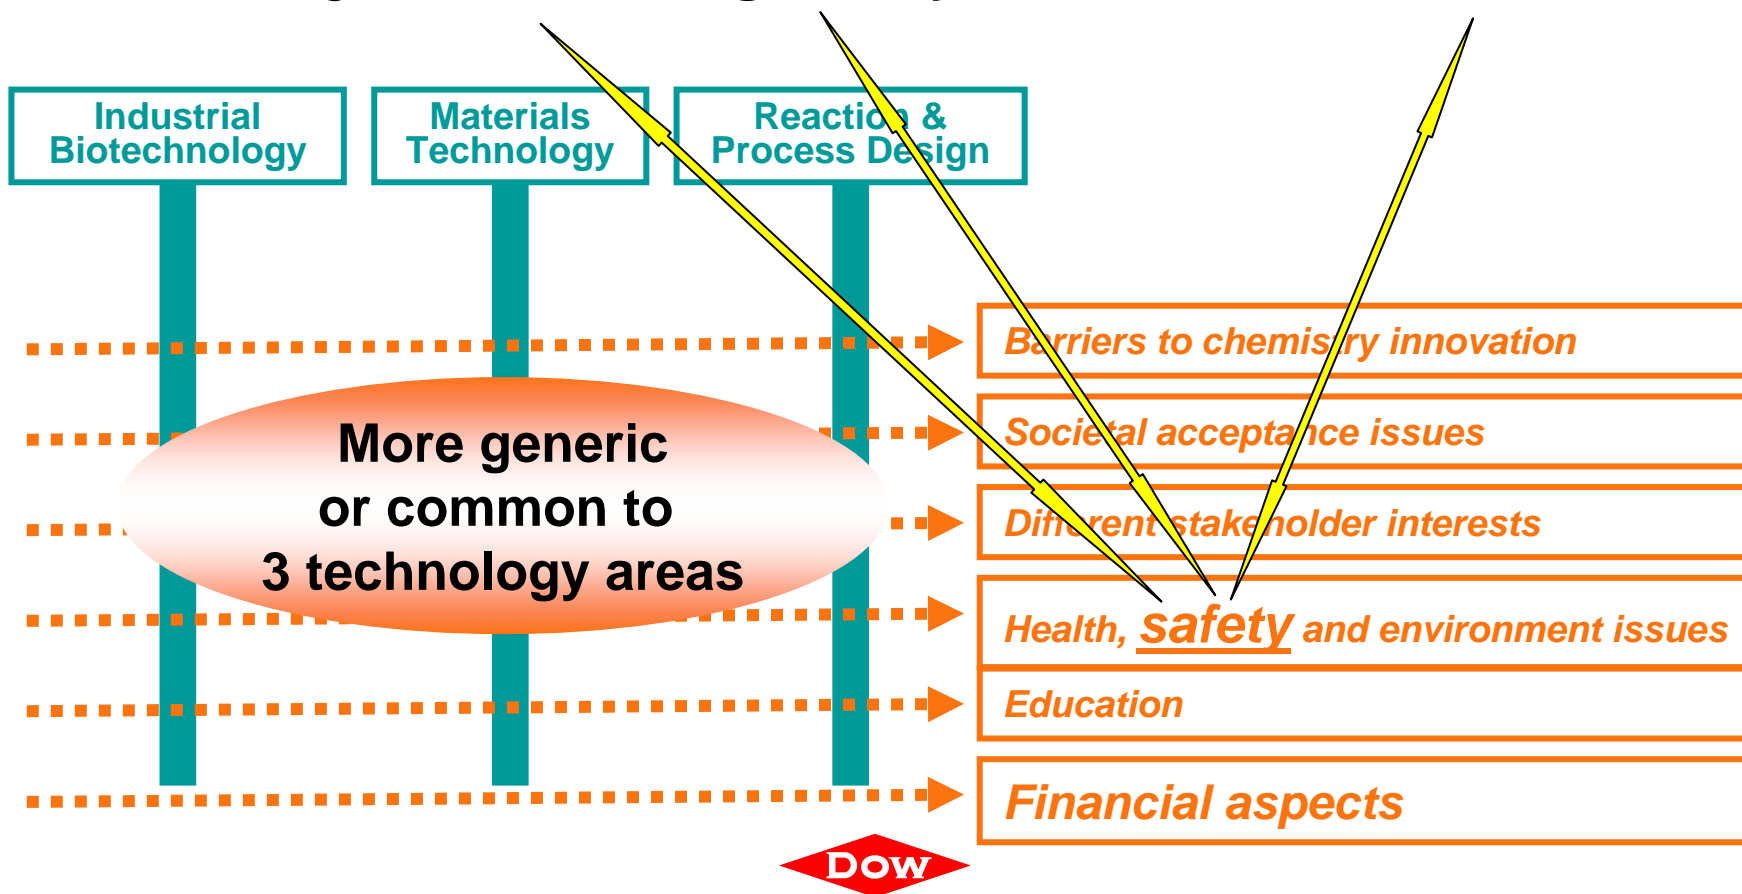 Industrial
Biotechnology
Materials
Technology
Reaction &
Process Design
Barriers to chemistry innovation
Societal acceptance issues
Different stakeholder interests
Health, safety and environment issues
Education
Financial aspects
More generic
or common to
3 technology areas
Dow